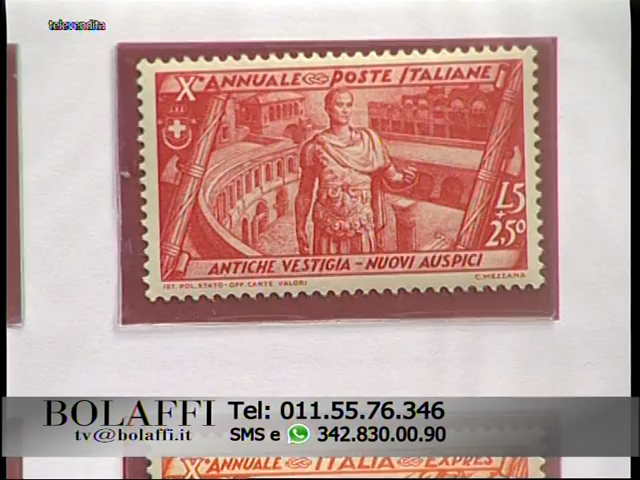 televendita
X° ANNUALE POSTE ITALIANE
L5
+
2,50
ANTICHE VESTIGIA - NUOVI AUSPICI
IST. POL. STATO - OFF. CARTE VALORI
C. MEZZANA
BOLAFFI
tv@bolaffi.it
Tel: 011.55.76.346
SMS e 342.830.00.90
X° ANNUALE ITALIA EXPRES